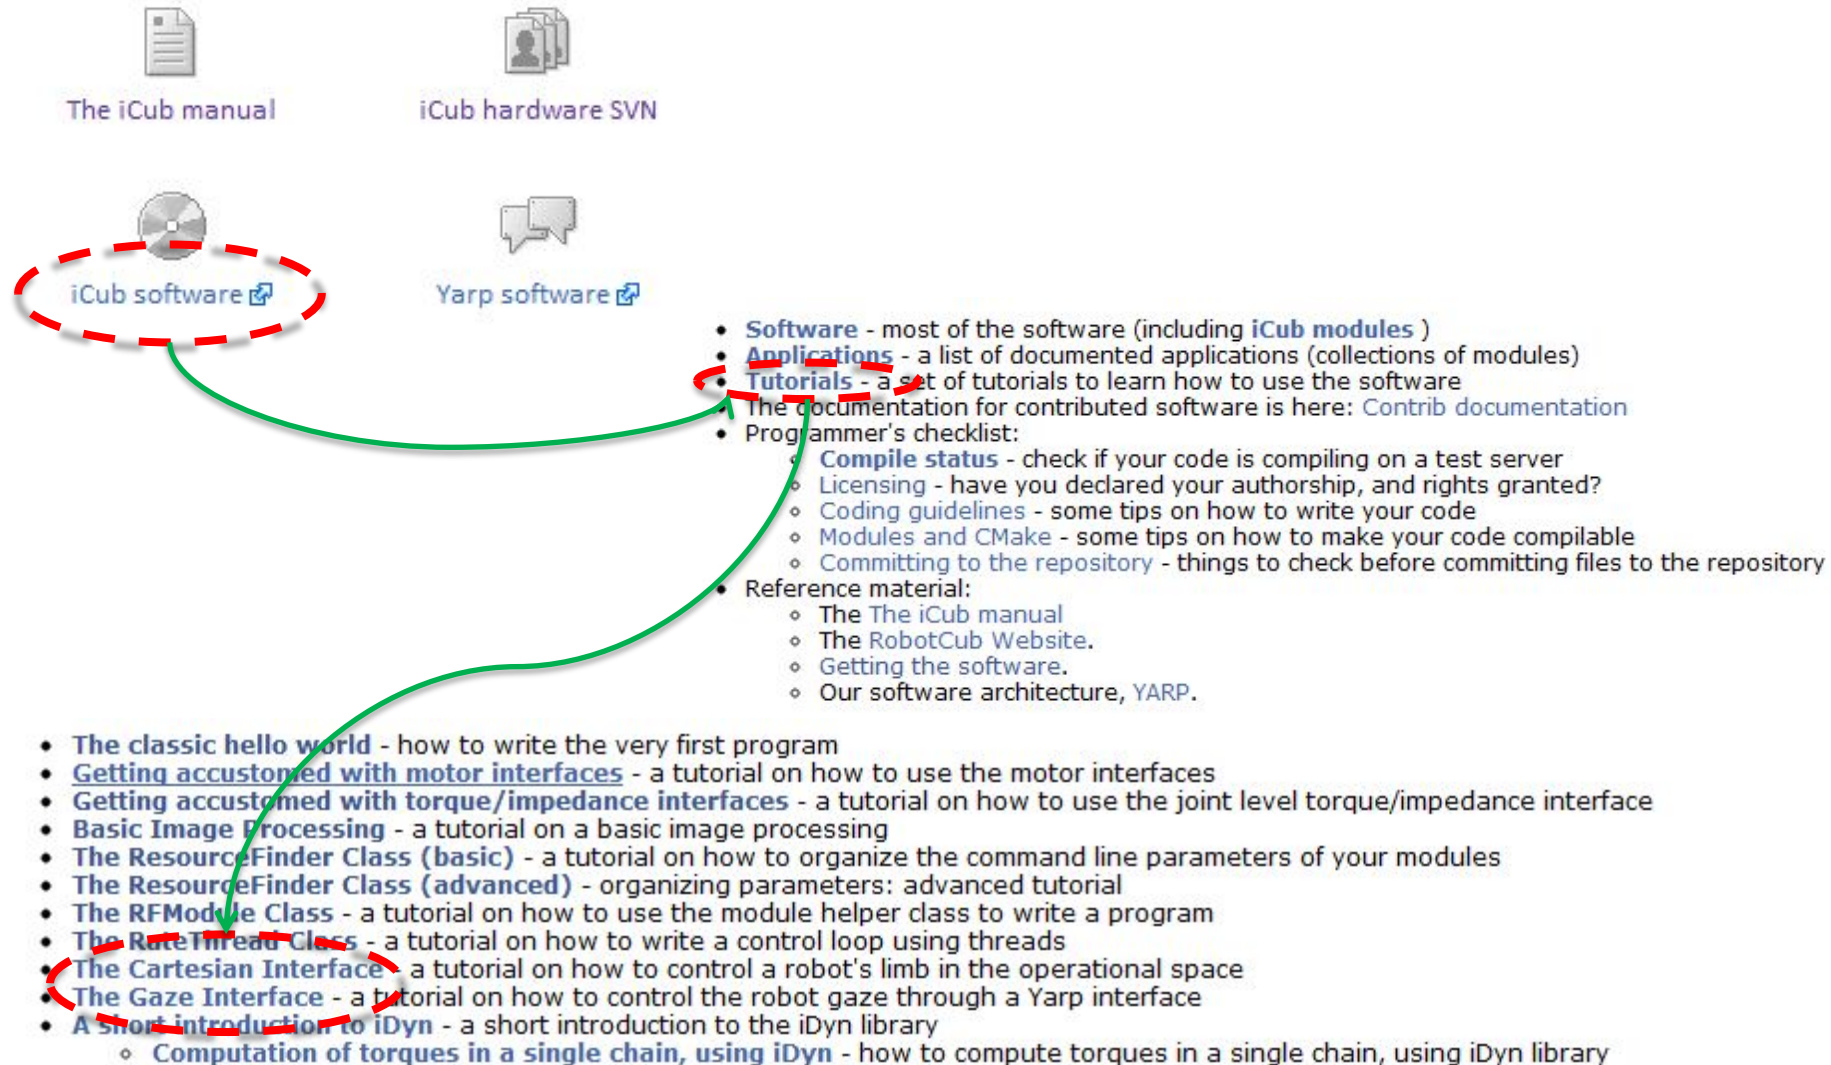 The iCub manual
iCub hardware SVN
iCub software
Yarp software
Software - most of the software (including iCub modules )
Applications - a list of documented applications (collections of modules)
Tutorials - a set of tutorials to learn how to use the software
The documentation for contributed software is here: Contrib documentation
Programmer's checklist:
Compile status - check if your code is compiling on a test server
Licensing - have you declared your authorship, and rights granted?
Coding guidelines - some tips on how to write your code
Modules and CMake - some tips on how to make your code compilable
Committing to the repository - things to check before committing files to the repository
Reference material:
The The iCub manual
The RobotCub Website.
Getting the software.
Our software architecture, YARP.
The classic hello world - how to write the very first program
Getting accustomed with motor interfaces - a tutorial on how to use the motor interfaces
Getting accustomed with torque/impedance interfaces - a tutorial on how to use the joint level torque/impedance interface
Basic Image Processing - a tutorial on a basic image processing
The ResourceFinder Class (basic) - a tutorial on how to organize the command line parameters of your modules
The ResourceFinder Class (advanced) - organizing parameters: advanced tutorial
The RFModule Class - a tutorial on how to use the module helper class to write a program
The RateThread Class - a tutorial on how to write a control loop using threads
The Cartesian Interface - a tutorial on how to control a robot's limb in the operational space
The Gaze Interface - a tutorial on how to control the robot gaze through a Yarp interface
A short introduction to iDyn - a short introduction to the iDyn library
Computation of torques in a single chain, using iDyn - how to compute torques in a single chain, using iDyn library